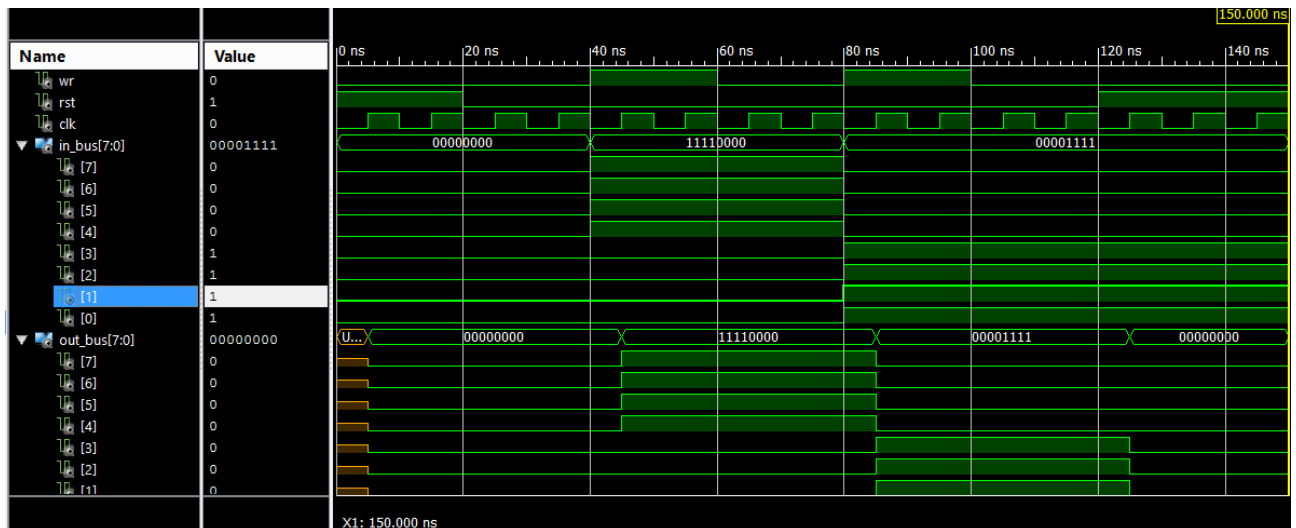 150.000 ns
Name Value 0 ns 20 ns 40 ns 60 ns 80 ns 100 ns 120 ns 140 ns
wr 0
rst 1
clk 0
in_bus[7:0] 00001111 00000000 11110000 00001111
[7] 0
[6] 0
[5] 0
[4] 0
[3] 1
[2] 1
[1] 1
[0] 1
out_bus[7:0] 00000000 U... 00000000 11110000 00001111 00000000
[7] 0
[6] 0
[5] 0
[4] 0
[3] 0
[2] 0
[1] 0
X1: 150.000 ns